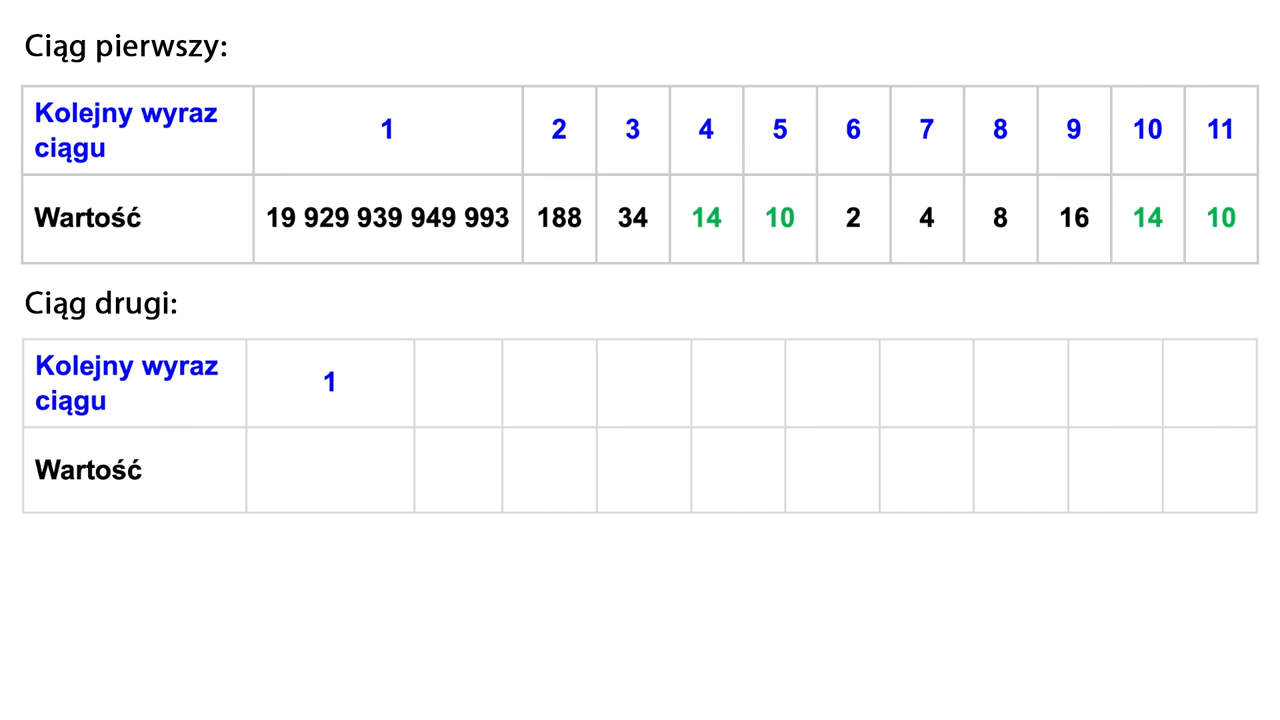 Ciąg pierwszy:
Kolejny wyraz ciągu 1 2 3 4 5 6 7 8 9 10 11
Wartość 19 929 939 949 993 188 34 14 10 2 4 8 16 14 10
Ciąg drugi:
Kolejny wyraz ciągu 1
Wartość